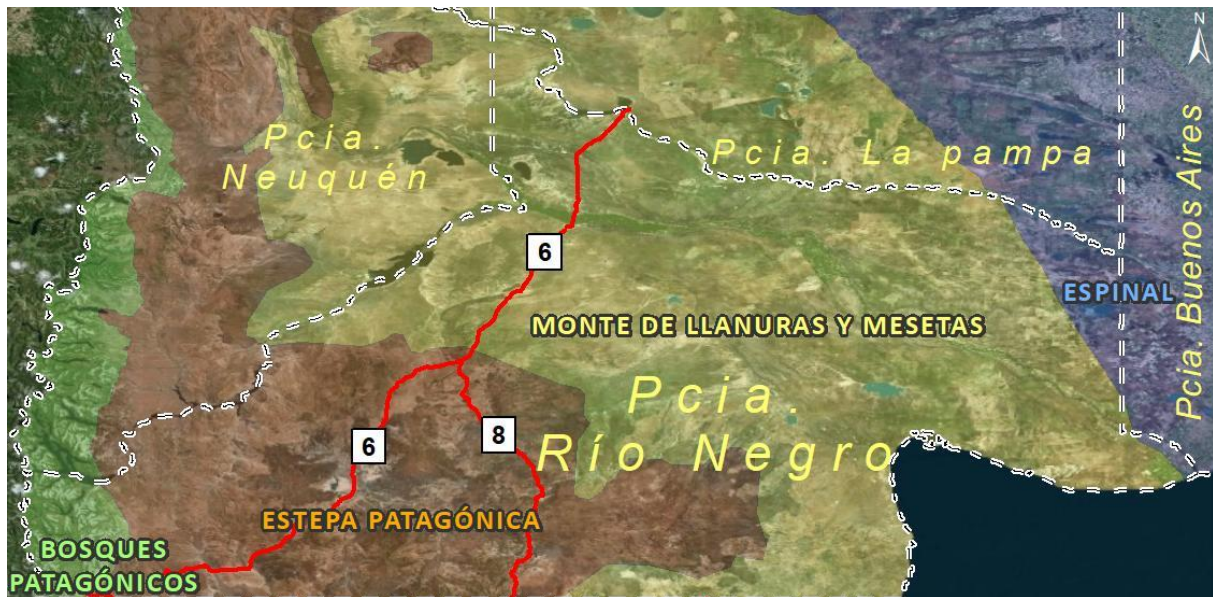 N
Pcia.
Neuquén
Pcia. La pampa
Pcia. Buenos Aires
6
ESPINAL
MONTE DE LLANURAS Y MESETAS
Pcia.
Río Negro
6
8
ESTEPA PATAGÓNICA
BOSQUES
PATAGÓNICOS